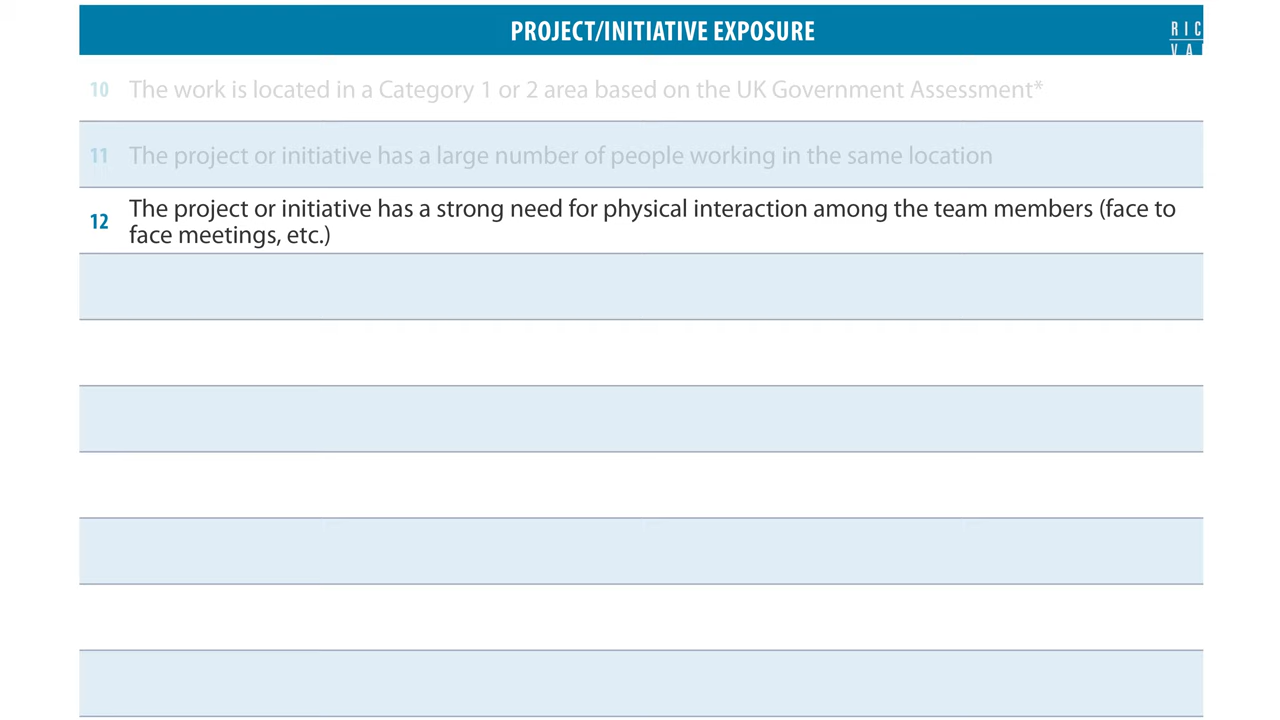 PROJECT/INITIATIVE EXPOSURE
RIC
VA
10 The work is located in a Category 1 or 2 area based on the UK Government Assessment*
11 The project or initiative has a large number of people working in the same location
12 The project or initiative has a strong need for physical interaction among the team members (face to
face meetings, etc.)